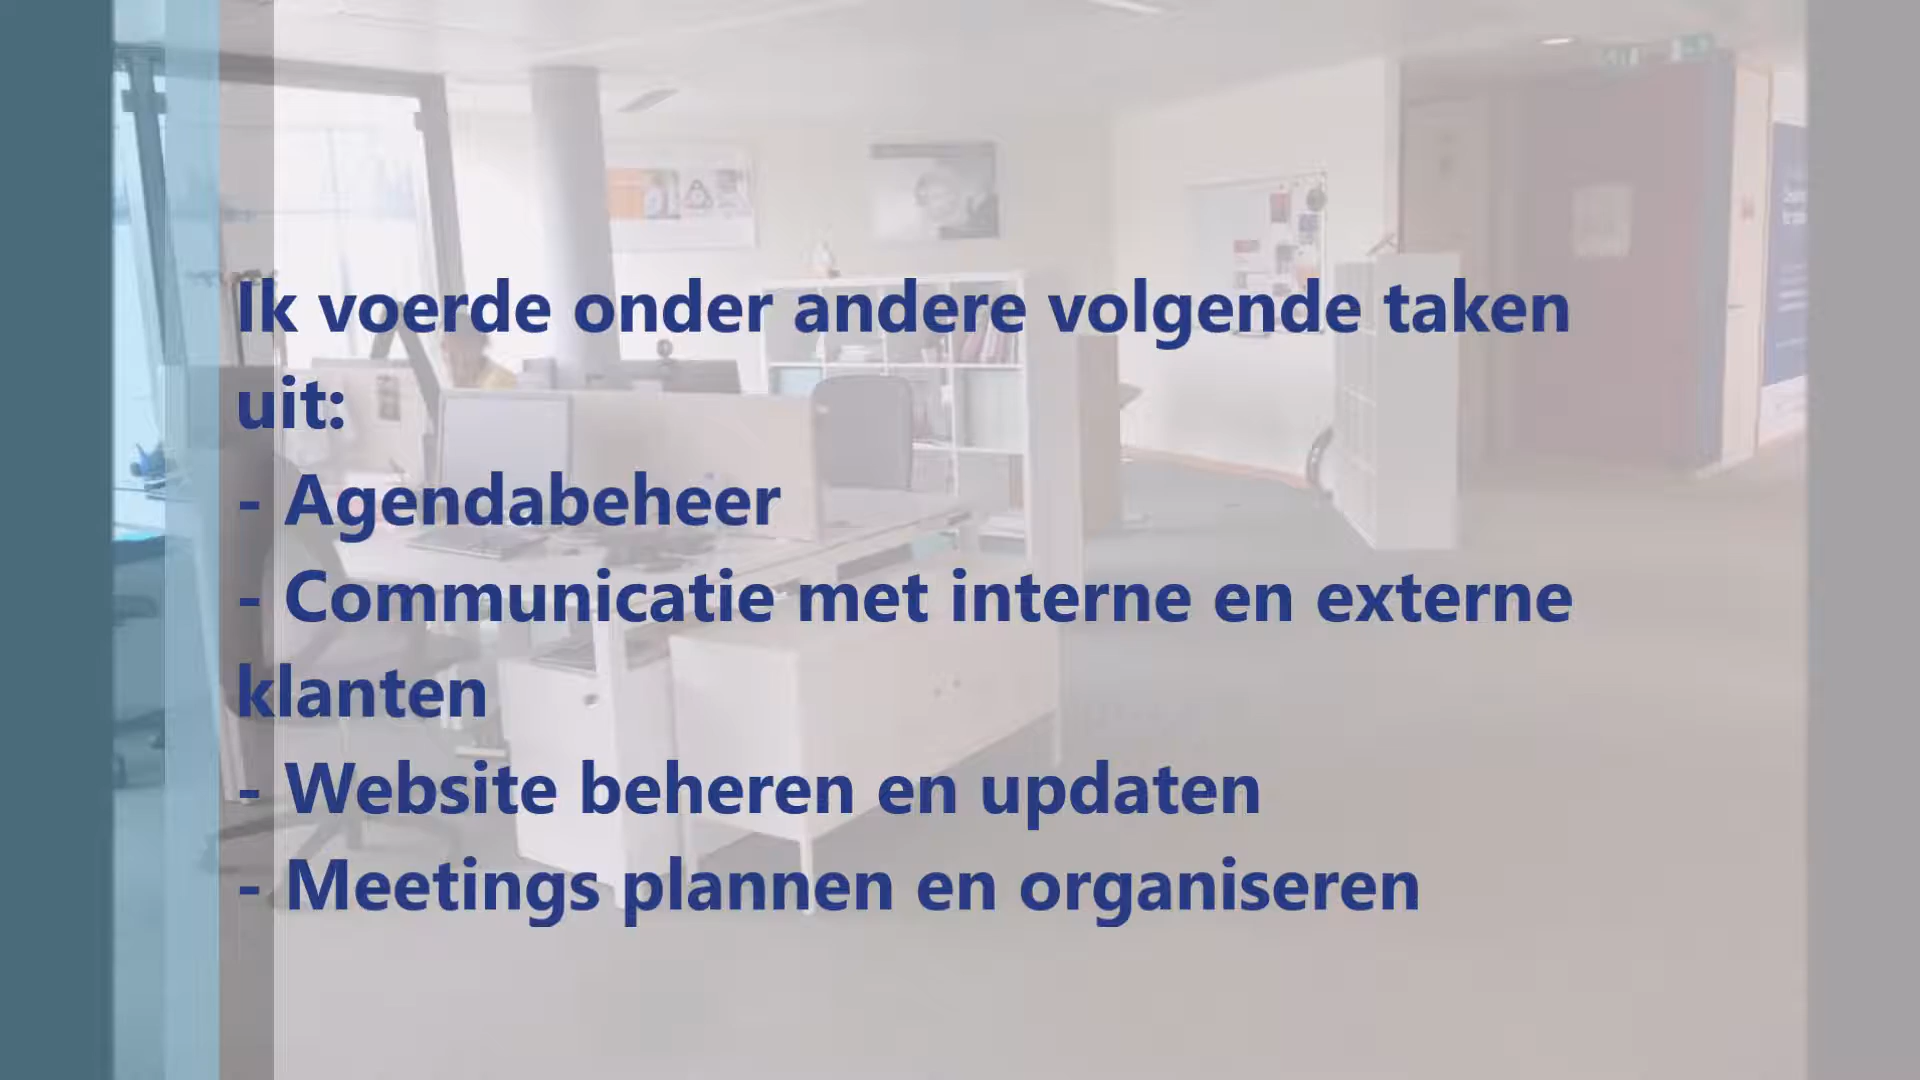 Ik voerde onder andere volgende taken
uit:
- Agendabeheer
- Communicatie met interne en externe
klanten
- Website beheren en updaten
- Meetings plannen en organiseren